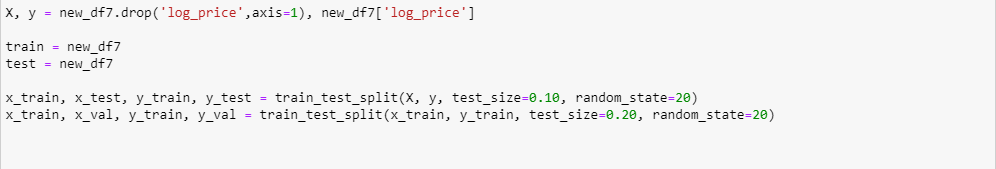 X, y = new_df7.drop('log_price',axis=1), new_df7['log_price']
train = new_df7
test = new_df7
x_train, x_test, y_train, y_test = train_test_split(X, y, test_size=0.10, random_state=20)
x_train, x_val, y_train, y_val = train_test_split(x_train, y_train, test_size=0.20, random_state=20)